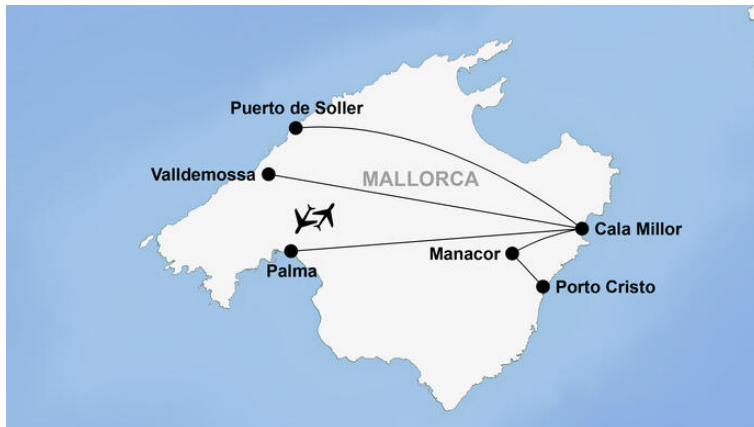 Puerto de Soller
Valldemossa
MALLORCA
Cala Millor
Manacor
Palma
Porto Cristo